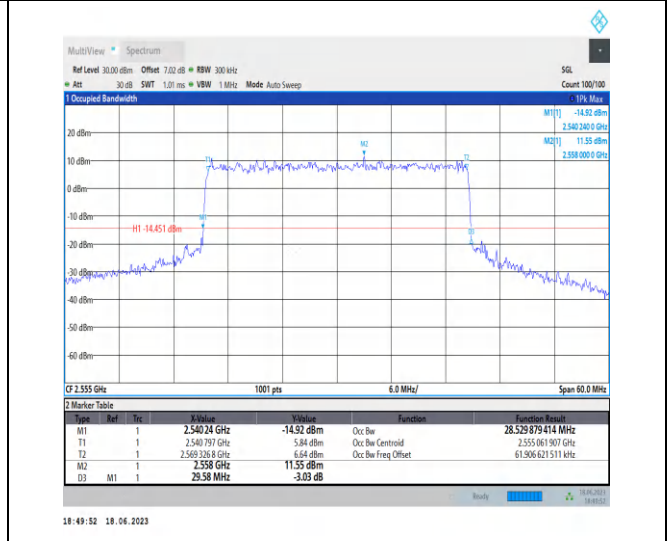 MultiView Spectrum
Ref Level 30.00 dBm Offset 7.02 dB RBW 300 kHz SGL
Att 30 dB SWT 1.01 ms VBW 1 MHz Mode Auto Sweep Count 100/100
1 Occupied Bandwidth 1Pk Max
M1[1] -14.92 dBm
2.540 240 0 GHz
M2[1] 11.55 dBm
2.558 000 0 GHz
20 dBm
M2
T1 T2
10 dBm
0 dBm
-10 dBm
M1
H1 -14.451 dBm
D3
-20 dBm
-30 dBm
-40 dBm
-50 dBm
-60 dBm
CF 2.555 GHz 1001 pts 6.0 MHz/ Span 60.0 MHz
2 Marker Table
Type Ref Trc X-Value Y-Value Function Function Result
M1 1 2.54024 GHz -14.92 dBm Occ Bw 28.529 879 414 MHz
T1 1 2.540 797 GHz 5.84 dBm Occ Bw Centroid 2.555 061 907 GHz
T2 1 2.569 326 8 GHz 6.64 dBm Occ Bw Freq Offset 61.906 621 511 kHz
M2 1 2.558 GHz 11.55 dBm
D3 M1 1 29.58 MHz -3.03 dB
Ready 18.06.2023
18:49:52
18:49:52 18.06.2023